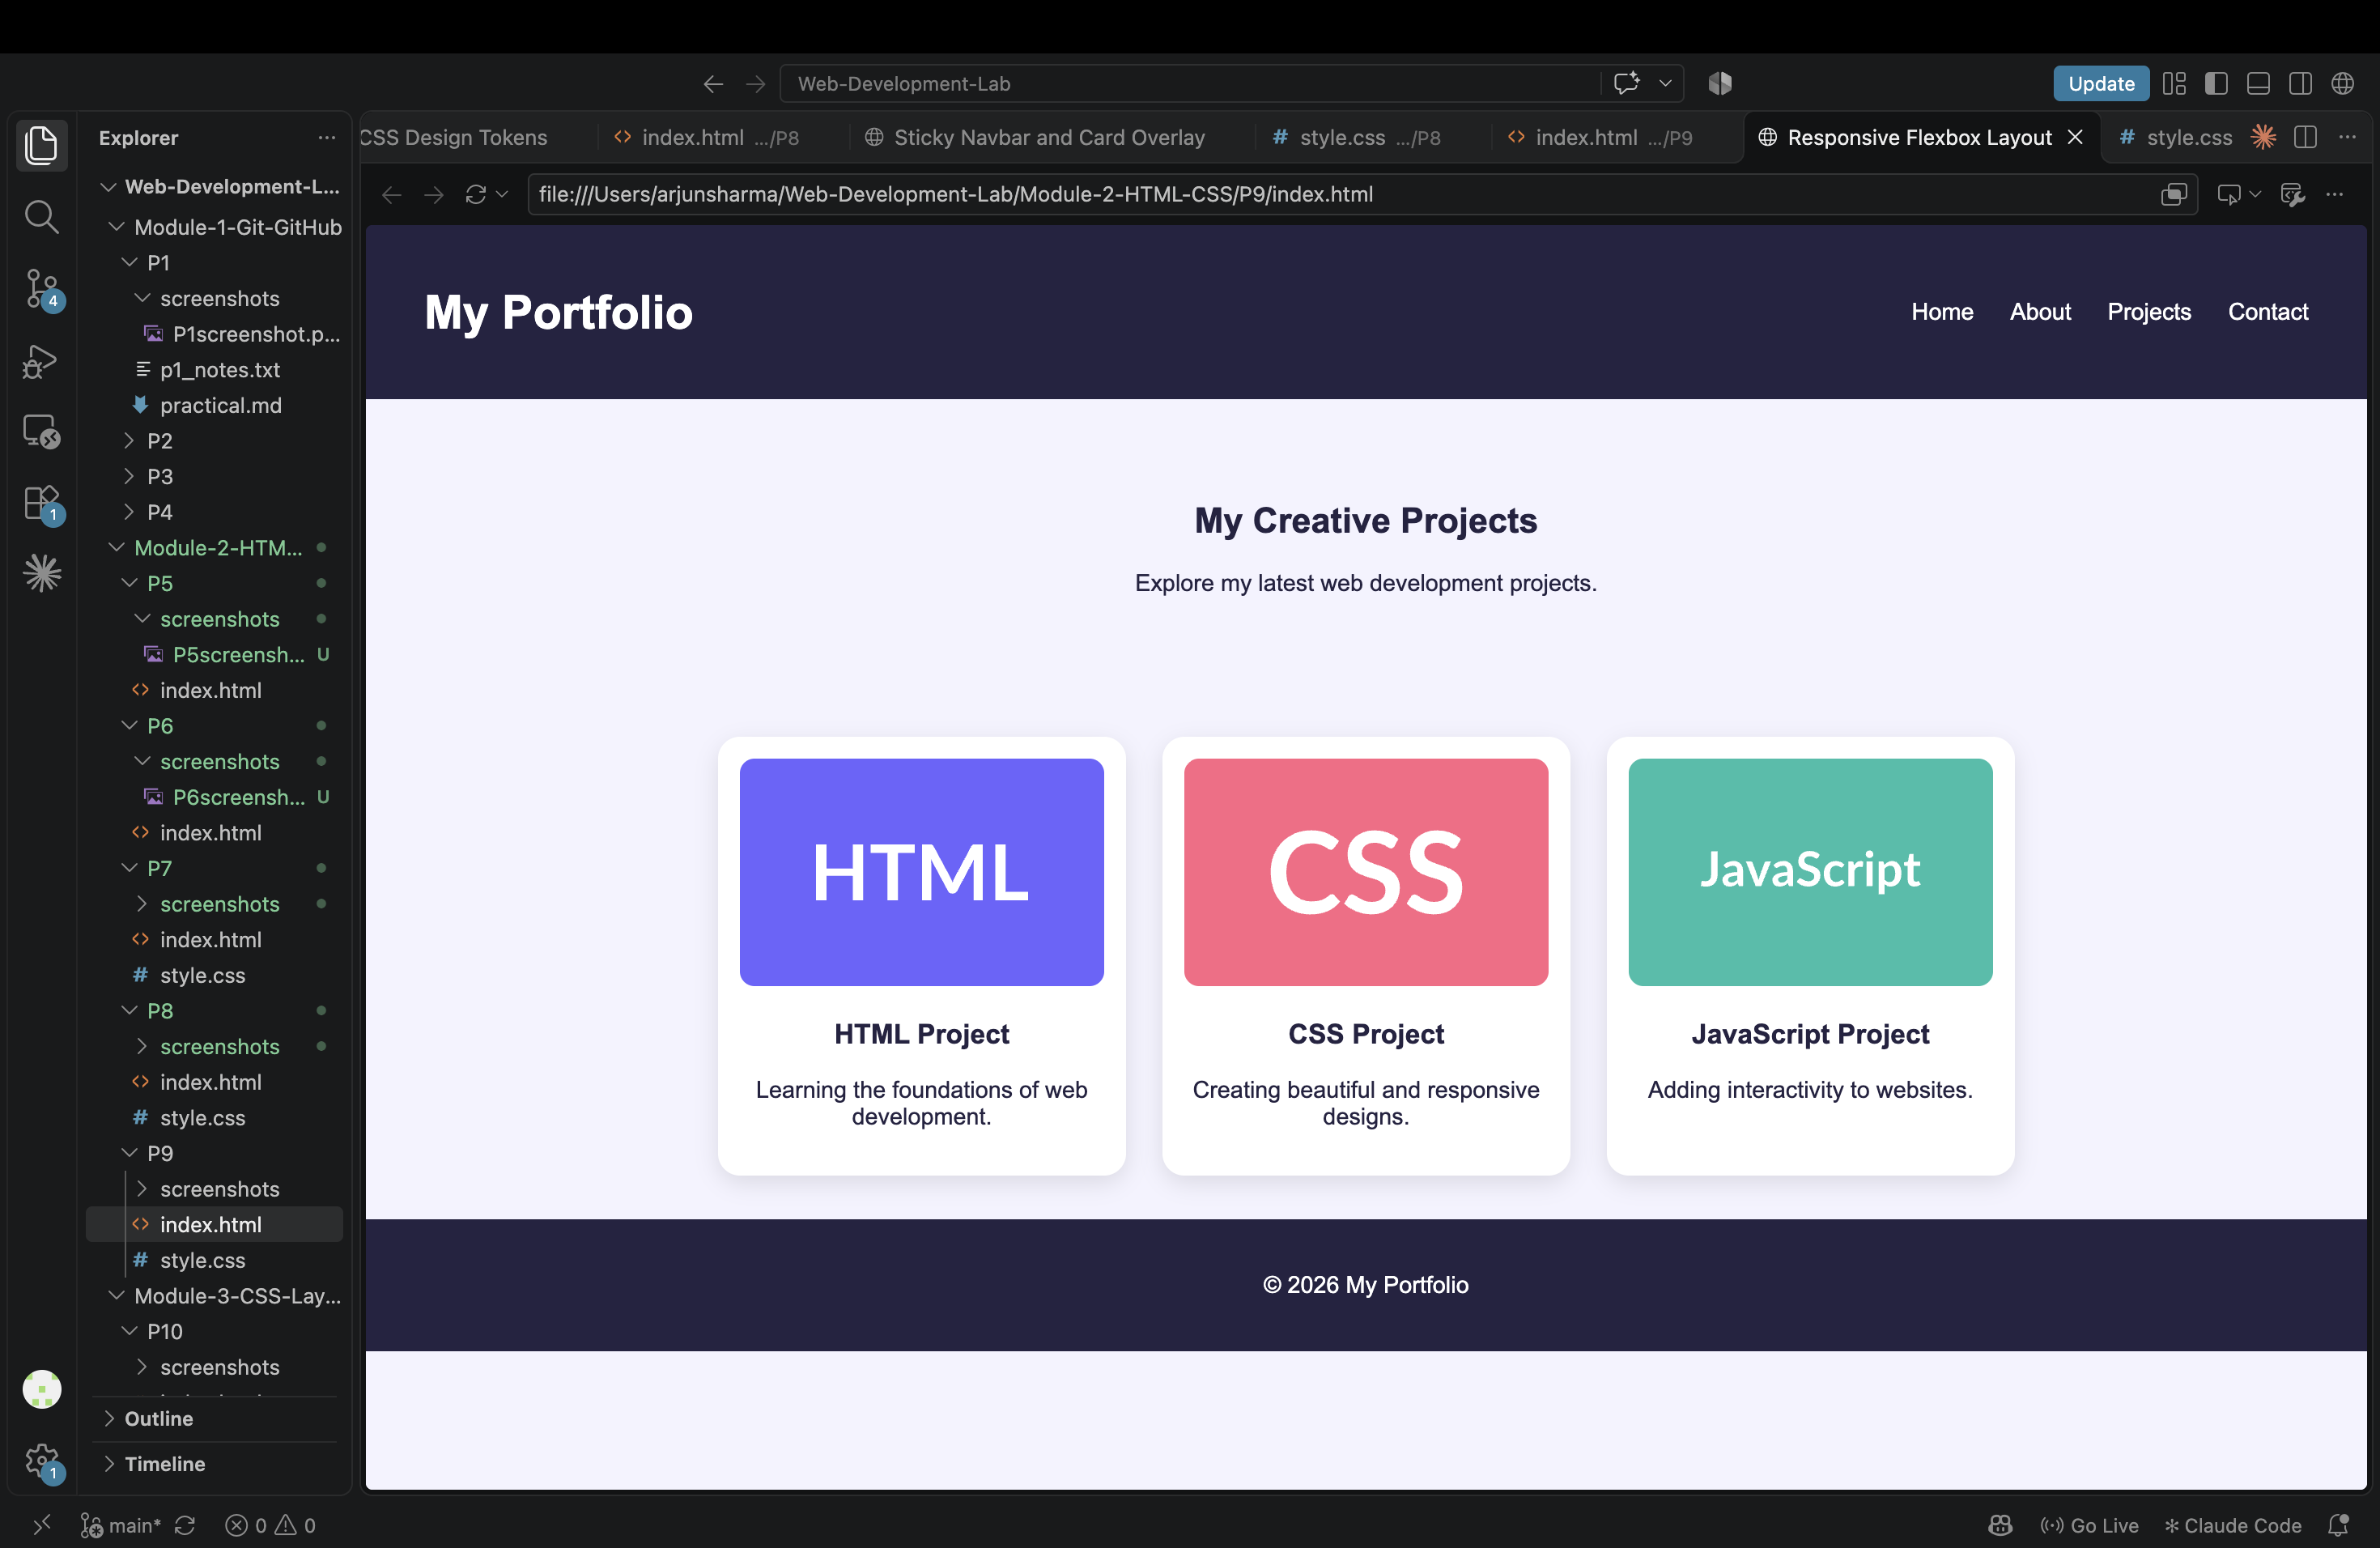 Web-Development-Lab
Update
Explorer
CSS Design Tokens
index.html .../P8
Sticky Navbar and Card Overlay
style.css .../P8
index.html .../P9
Responsive Flexbox Layout
style.css
Web-Development-L...
Module-1-Git-GitHub
P1
screenshots
P1screenshot.p...
p1_notes.txt
practical.md
P2
P3
P4
Module-2-HTM...
P5
screenshots
P5screensh... U
index.html
P6
screenshots
P6screensh... U
index.html
P7
screenshots
index.html
style.css
P8
screenshots
index.html
style.css
P9
screenshots
index.html
style.css
Module-3-CSS-Lay...
P10
screenshots
Outline
Timeline
4
1
1
file:///Users/arjunsharma/Web-Development-Lab/Module-2-HTML-CSS/P9/index.html
My Portfolio
Home About Projects Contact
My Creative Projects
Explore my latest web development projects.
HTML
HTML Project
Learning the foundations of web
development.
CSS
CSS Project
Creating beautiful and responsive
designs.
JavaScript
JavaScript Project
Adding interactivity to websites.
© 2026 My Portfolio
main* 0 0
Go Live Claude Code